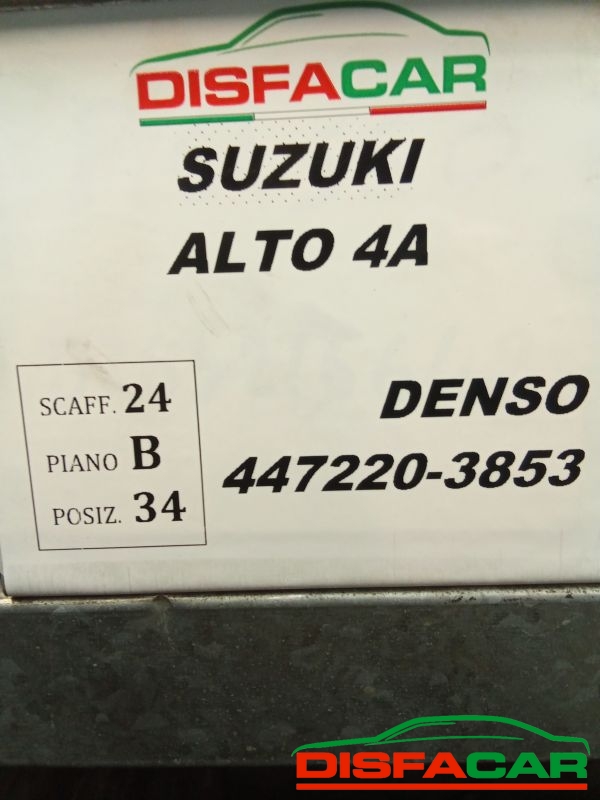 DISFACAR
SUZUKI
ALTO 4A
SCAFF. 24
PIANO B
POSIZ. 34
DENSO
447220-3853
DISFACAR